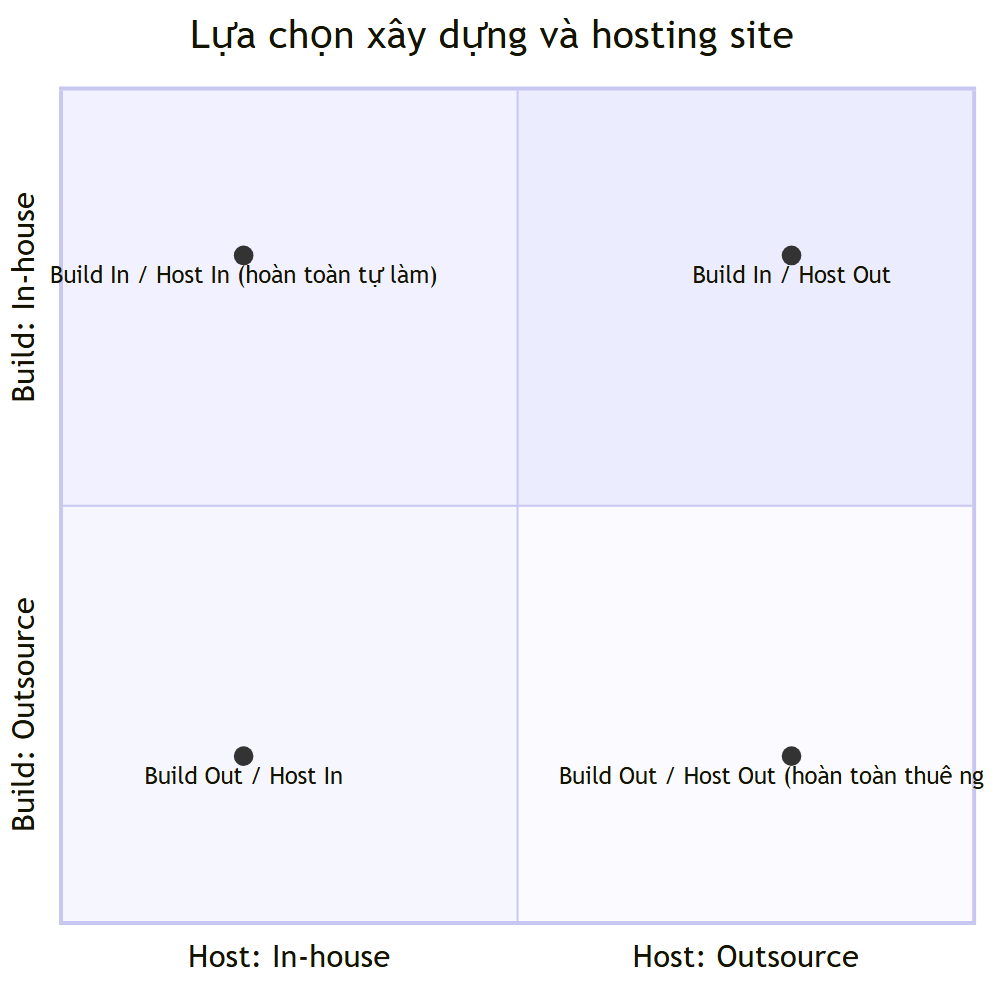 Lựa chọn xây dựng và hosting site
Build: In-house
Build In / Host In (hoàn toàn tự làm)
Build In / Host Out
Build: Outsource
Build Out / Host In
Build Out / Host Out (hoàn toàn thuê ng
Host: In-house
Host: Outsource